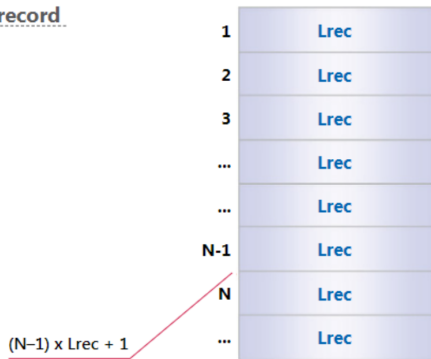 record
1 Lrec
2 Lrec
3 Lrec
... Lrec
... Lrec
N-1 Lrec
N Lrec
(N–1) x Lrec + 1
... Lrec